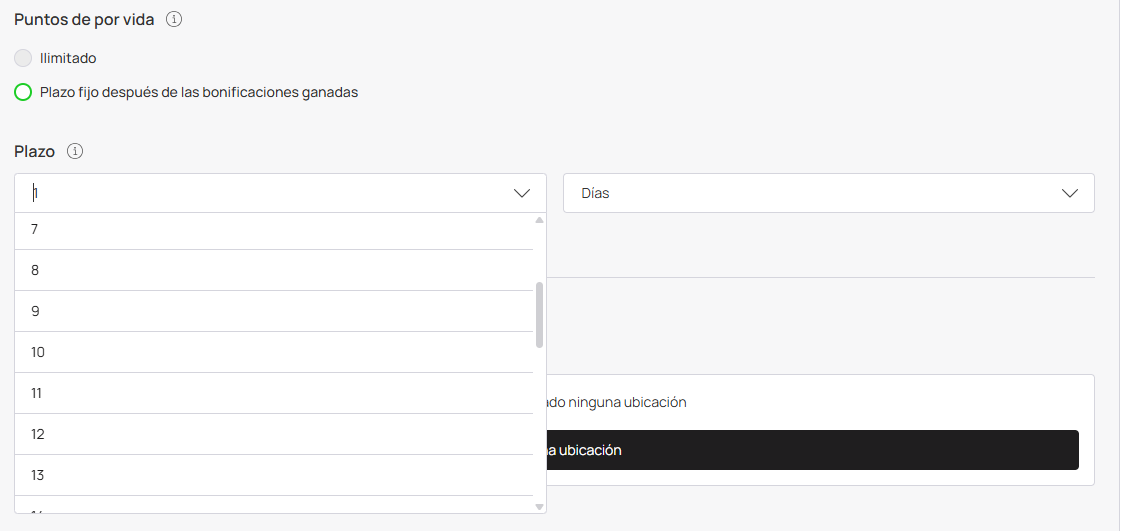 Puntos de por vida
Ilimitado
Plazo fijo después de las bonificaciones ganadas
Plazo
1
Días
7
8
9
10
11
12
13
ado ninguna ubicación
na ubicación